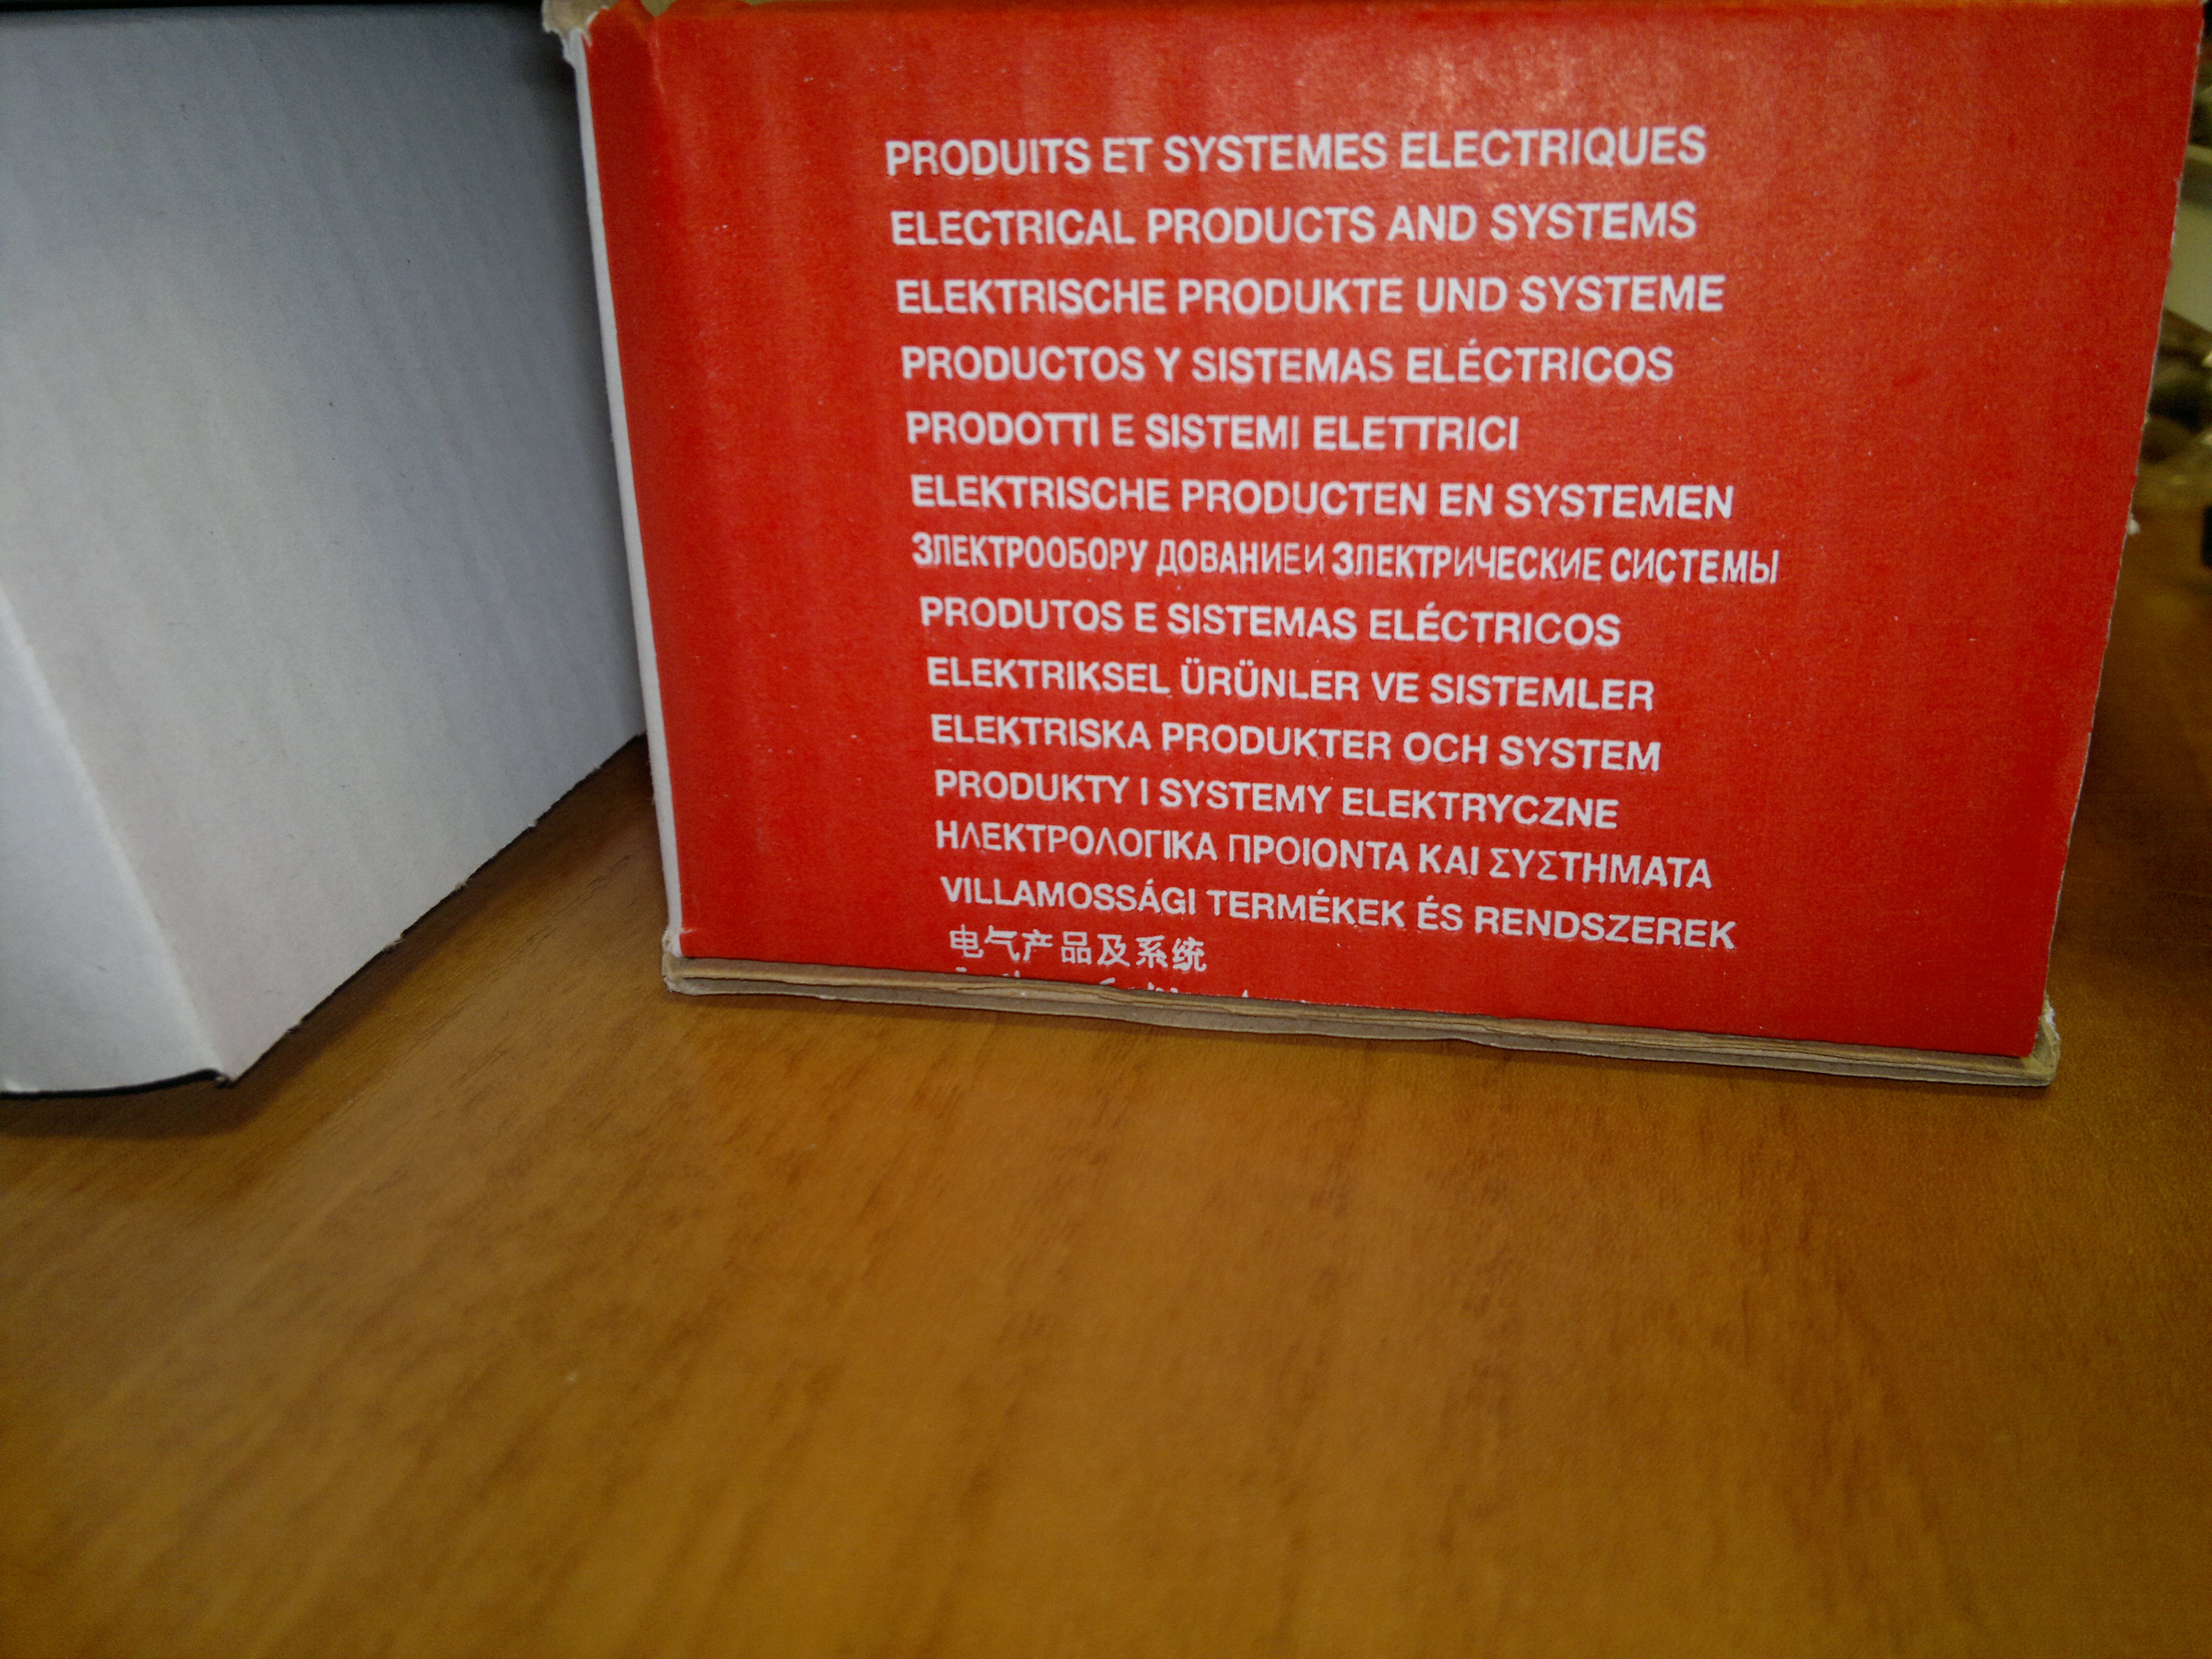 PRODUITS ET SYSTEMES ELECTRIQUES
ELECTRICAL PRODUCTS AND SYSTEMS
ELEKTRISCHE PRODUKTE UND SYSTEME
PRODUCTOS Y SISTEMAS ELÉCTRICOS
PRODOTTI E SISTEMI ELETTRICI
ELEKTRISCHE PRODUCTEN EN SYSTEMEN
ЗЛЕКТРООБОРУ ДОВАНИЕИ ЗЛЕКТРИЧЕСКИЕ СИСТЕМЫ
PRODUTOS E SISTEMAS ELÉCTRICOS
ELEKTRIKSEL ÜRÜNLER VE SISTEMLER
ELEKTRISKA PRODUKTER OCH SYSTEM
PRODUKTY I SYSTEMY ELEKTRYCZNE
ΗΛΕΚΤΡΟΛΟΓΙΚΑ ΠΡΟΙΟΝΤΑ ΚΑΙ ΣΥΣΤΗΜΑΤΑ
VILLAMOSSÁGI TERMÉKEK ÉS RENDSZEREK
电气产品及系统